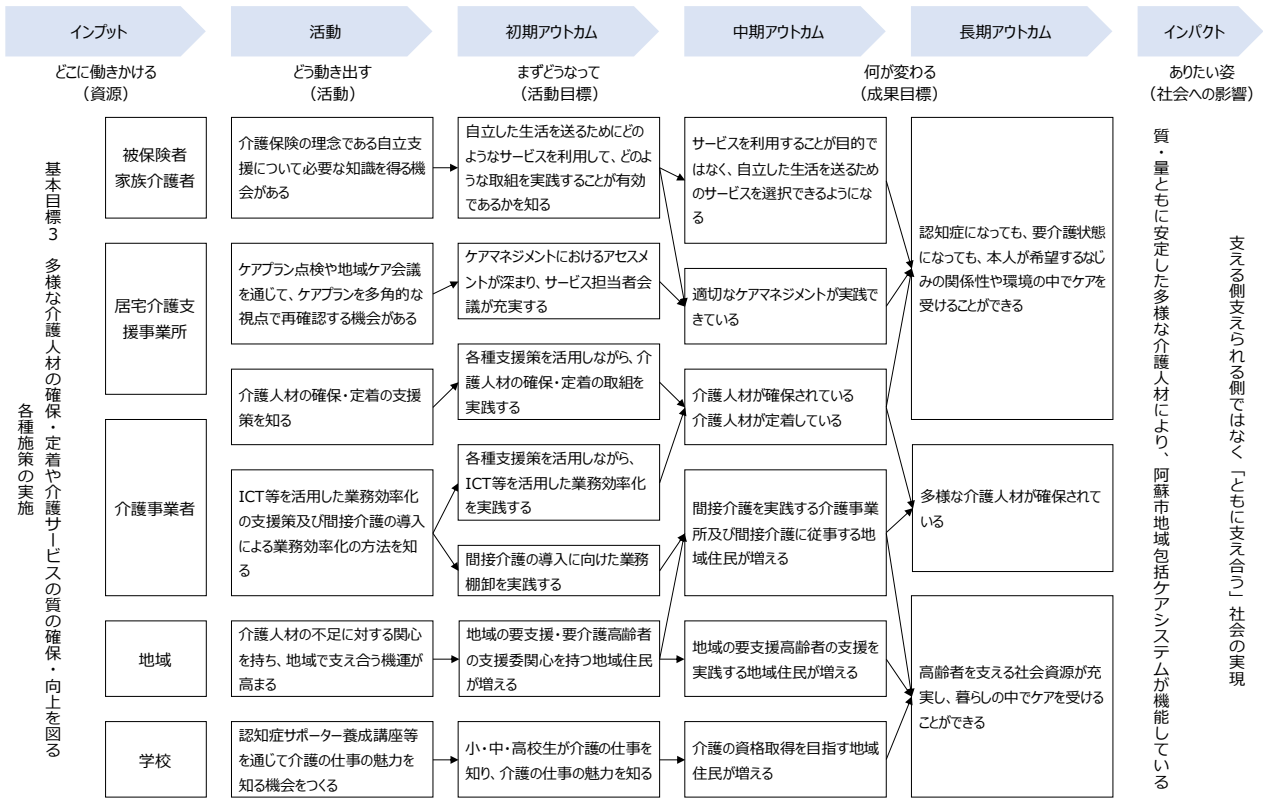 インプット
活動
初期アウトカム
中期アウトカム
長期アウトカム
インパクト
どこに働きかける
（資源）
どう動き出す
（活動）
まずどうなって
（活動目標）
何が変わる
（成果目標）
ありたい姿
（社会への影響）
基本目標３　多様な介護人材の確保・定着や介護サービスの質の確保・向上を図る
各種施策の実施
被保険者
家族介護者
居宅介護支
援事業所
介護事業者
地域
学校
介護保険の理念である自立支
援について必要な知識を得る機
会がある
ケアプラン点検や地域ケア会議
を通じて、ケアプランを多角的な
視点で再確認する機会がある
介護人材の確保・定着の支援
策を知る
ICT等を活用した業務効率化
の支援策及び間接介護の導入
による業務効率化の方法を知
る
介護人材の不足に対する関心
を持ち、地域で支え合う機運が
高まる
認知症サポーター養成講座等
を通じて介護の仕事の魅力を
知る機会をつくる
自立した生活を送るためにどの
ようなサービスを利用して、どのよ
うな取組を実践することが有効
であるかを知る
ケアマネジメントにおけるアセスメ
ントが深まり、サービス担当者会
議が充実する
各種支援策を活用しながら、介
護人材の確保・定着の取組を
実践する
各種支援策を活用しながら、
ICT等を活用した業務効率化
を実践する
間接介護の導入に向けた業務
棚卸を実践する
地域の要支援・要介護高齢者
の支援委関心を持つ地域住民
が増える
小・中・高校生が介護の仕事を
知り、介護の仕事の魅力を知る
サービスを利用することが目的で
はなく、自立した生活を送るため
のサービスを選択できるようにな
る
適切なケアマネジメントが実践で
きている
介護人材が確保されている
介護人材が定着している
間接介護を実践する介護事業
所及び間接介護に従事する地
域住民が増える
地域の要支援高齢者の支援を
実践する地域住民が増える
介護の資格取得を目指す地域
住民が増える
認知症になっても、要介護状態
になっても、本人が希望するなじ
みの関係性や環境の中でケアを
受けることができる
多様な介護人材が確保されて
いる
高齢者を支える社会資源が充
実し、暮らしの中でケアを受ける
ことができる
支える側支えられる側ではなく「ともに支え合う」社会の実現
質・量ともに安定した多様な介護人材により、阿蘇市地域包括ケアシステムが機能している